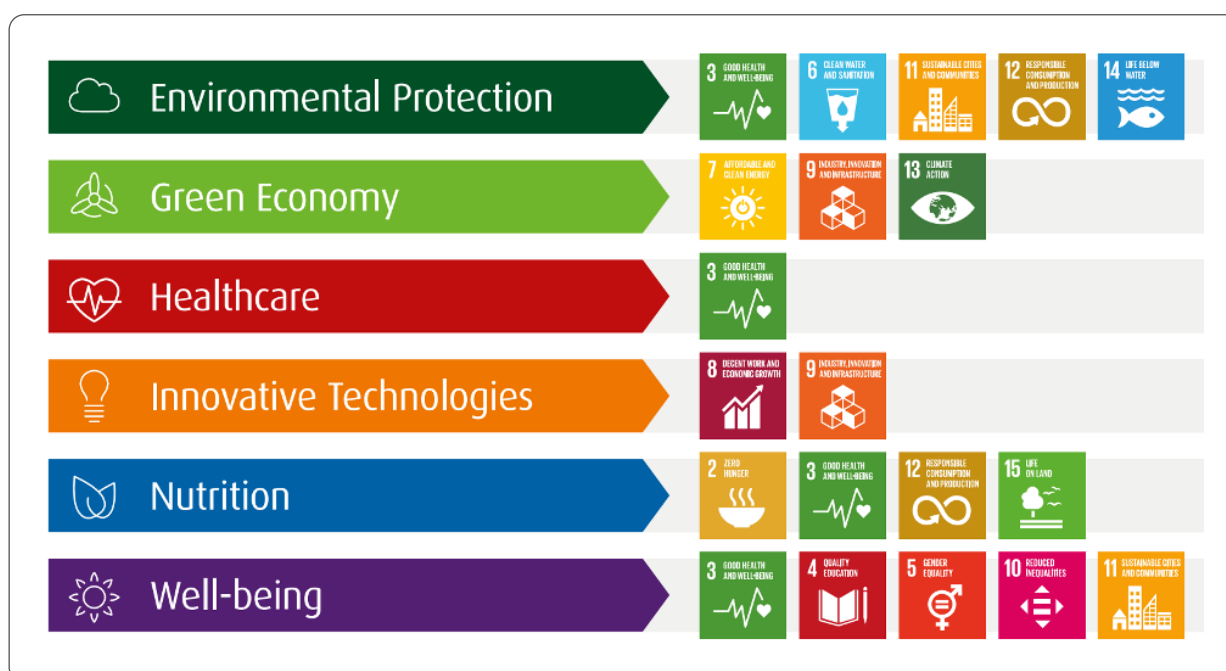 Environmental Protection
3 GOOD HEALTH
AND WELL-BEING
6 CLEAN WATER
AND SANITATION
11 SUSTAINABLE CITIES
AND COMMUNITIES
12 RESPONSIBLE
CONSUMPTION
AND PRODUCTION
14 LIFE BELOW
WATER
Green Economy
7 AFFORDABLE AND
CLEAN ENERGY
9 INDUSTRY, INNOVATION
AND INFRASTRUCTURE
13 CLIMATE
ACTION
Healthcare
3 GOOD HEALTH
AND WELL-BEING
Innovative Technologies
8 DECENT WORK AND
ECONOMIC GROWTH
9 INDUSTRY, INNOVATION
AND INFRASTRUCTURE
Nutrition
2 ZERO
HUNGER
3 GOOD HEALTH
AND WELL-BEING
12 RESPONSIBLE
CONSUMPTION
AND PRODUCTION
15 LIFE
ON LAND
Well-being
3 GOOD HEALTH
AND WELL-BEING
4 QUALITY
EDUCATION
5 GENDER
EQUALITY
10 REDUCED
INEQUALITIES
11 SUSTAINABLE CITIES
AND COMMUNITIES